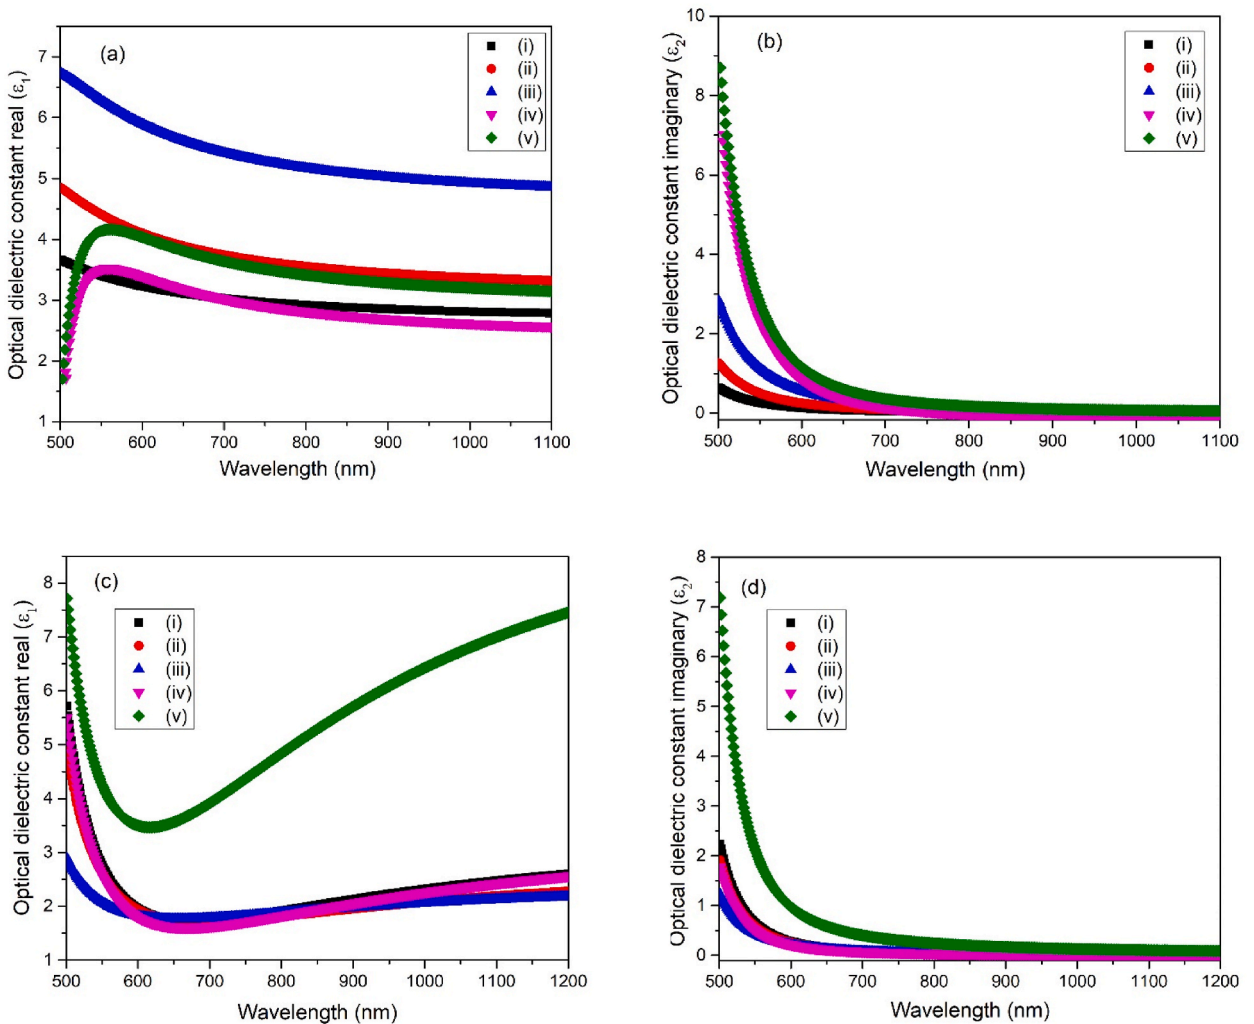 (a)
Optical dielectric constant real (ε₁)
7
6
5
4
3
2
1
500 600 700 800 900 1000 1100
Wavelength (nm)
(i)
(ii)
(iii)
(iv)
(v)
(b)
Optical dielectric constant imaginary (ε₂)
10
8
6
4
2
0
500 600 700 800 900 1000 1100
Wavelength (nm)
(i)
(ii)
(iii)
(iv)
(v)
(c)
Optical dielectric constant real (ε₁)
8
7
6
5
4
3
2
1
500 600 700 800 900 1000 1100 1200
Wavelength (nm)
(i)
(ii)
(iii)
(iv)
(v)
(d)
Optical dielectric constant imaginary (ε₂)
8
7
6
5
4
3
2
1
0
500 600 700 800 900 1000 1100 1200
Wavelength (nm)
(i)
(ii)
(iii)
(iv)
(v)